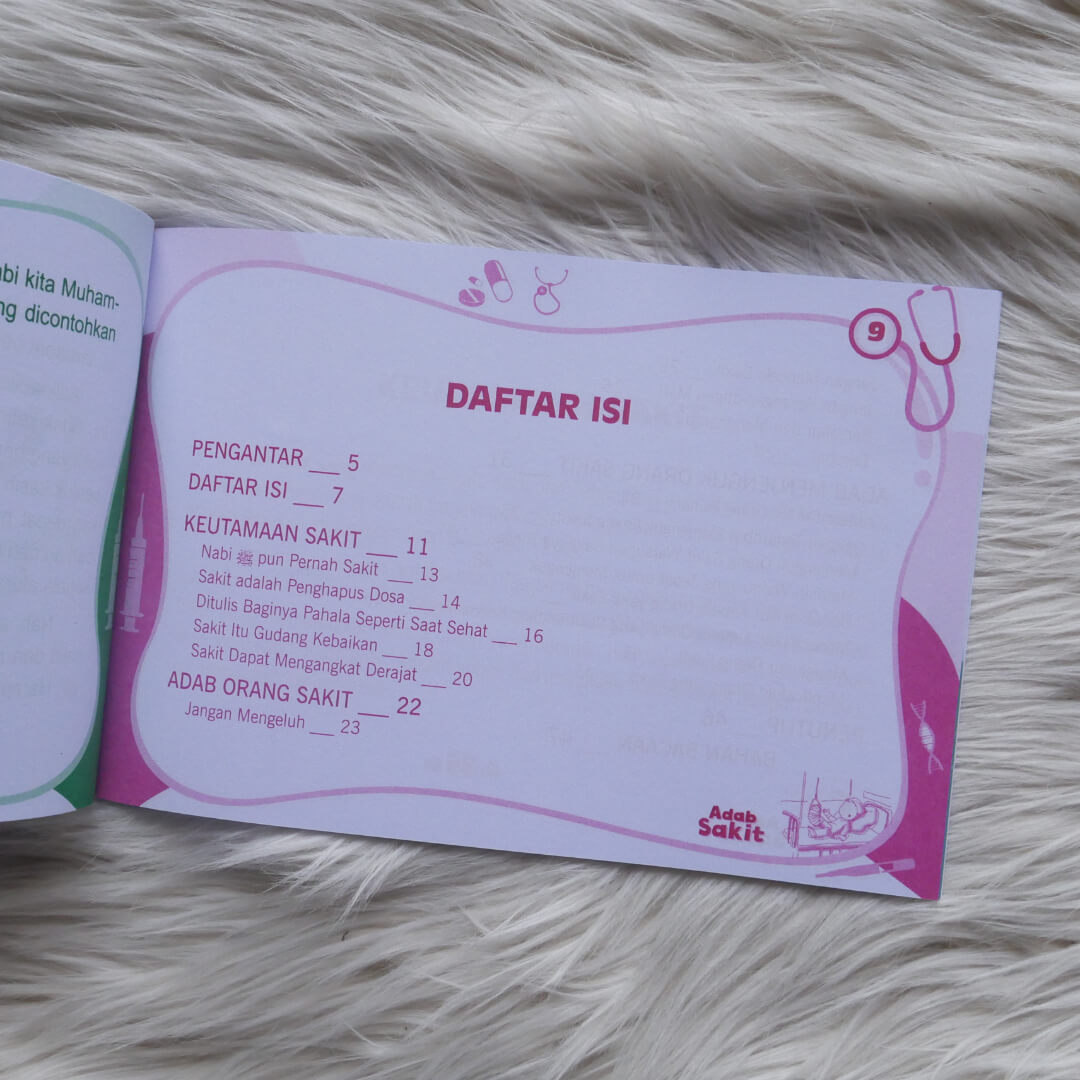 bi kita Muham-
ng dicontohkan
9
DAFTAR ISI
PENGANTAR ___ 5
DAFTAR ISI ___ 7
KEUTAMAAN SAKIT ___ 11
Nabi ﷺ pun Pernah Sakit ___ 13
Sakit adalah Penghapus Dosa ___ 14
Ditulis Baginya Pahala Seperti Saat Sehat ___ 16
Sakit Itu Gudang Kebaikan ___ 18
Sakit Dapat Mengangkat Derajat ___ 20
ADAB ORANG SAKIT ___ 22
Jangan Mengeluh ___ 23
Adab
Sakit